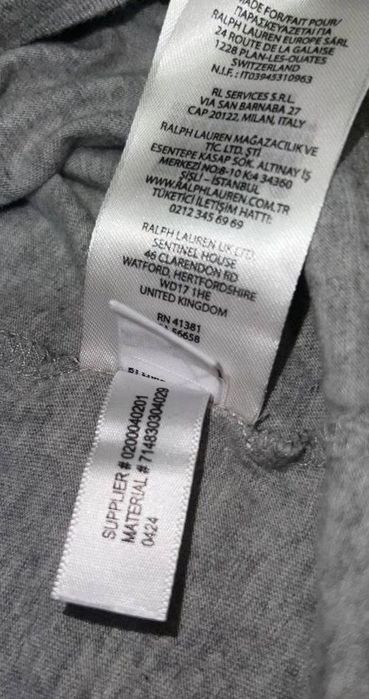 MADE FOR/FAIT POUR/
ΠΑΡΑΣΚΕΥΑΖΕΤΑΙ ΓΙΑ
RALPH LAUREN EUROPE SÀRL
24 ROUTE DE LA GALAISE
1228 PLAN-LES-OUATES
SWITZERLAND
N.I.F.: IT03945310963
RL SERVICES S.R.L.
VIA SAN BARNABA 27
CAP 20122, MILAN, ITALY
RALPH LAUREN MAĞAZACILIK VE
TİC. LTD. ŞTİ
ESENTEPE KASAP SOK. ALTINAY İŞ
MERKEZİ NO:8-10 K:4 34360
ŞİŞLİ – İSTANBUL
WWW.RALPHLAUREN.COM.TR
TÜKETİCİ İLETİŞİM HATTI:
0212 345 69 69
RALPH LAUREN UK LTD
SENTINEL HOUSE
46 CLARENDON RD
WATFORD, HERTFORDSHIRE
WD17 1HE
UNITED KINGDOM
RN 41381
56658
SUPPLIER # 0200040201
MATERIAL # 714830304029
0424